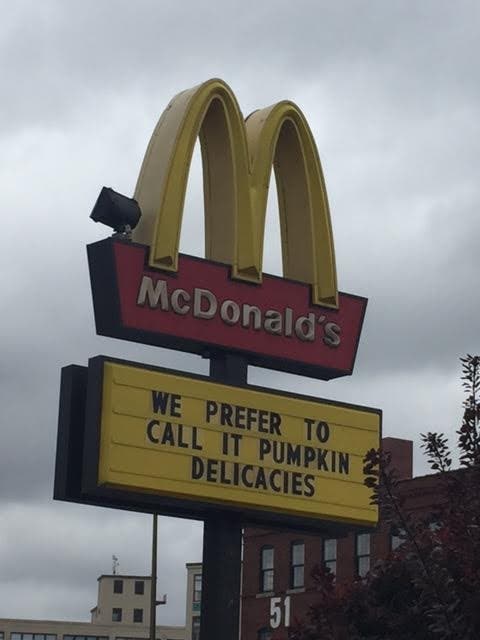 McDonald's
WE PREFER TO
CALL IT PUMPKIN
DELICACIES
51